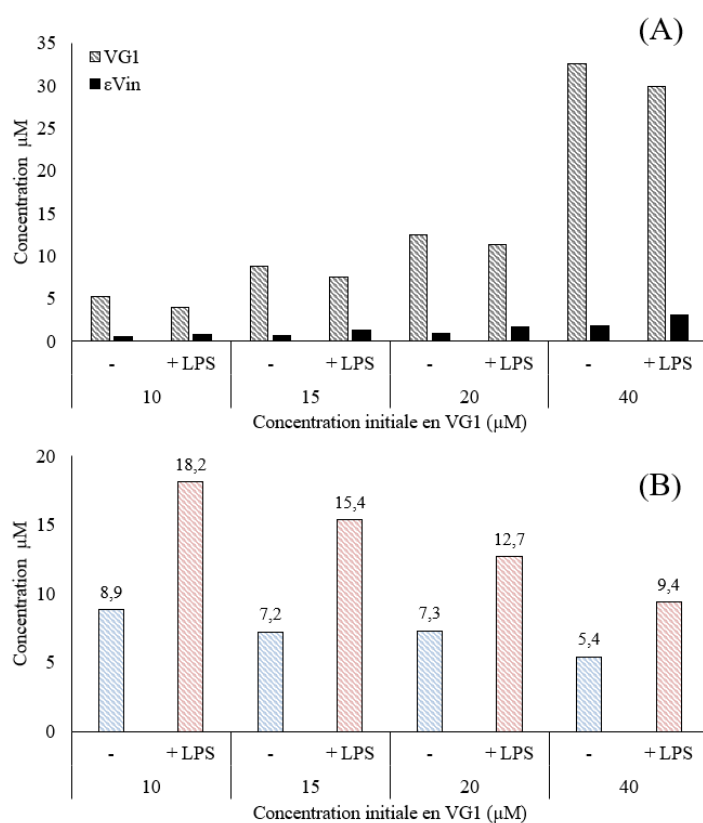 (A)
35
VG1
εVin
30
25
20
15
10
5
0
Concentration µM
- + LPS - + LPS - + LPS - + LPS
10 15 20 40
Concentration initiale en VG1 (µM)
(B)
20
18,2
15,4
15
12,7
10
8,9
9,4
7,2
7,3
5,4
5
0
Concentration µM
- + LPS - + LPS - + LPS - + LPS
10 15 20 40
Concentration initiale en VG1 (µM)